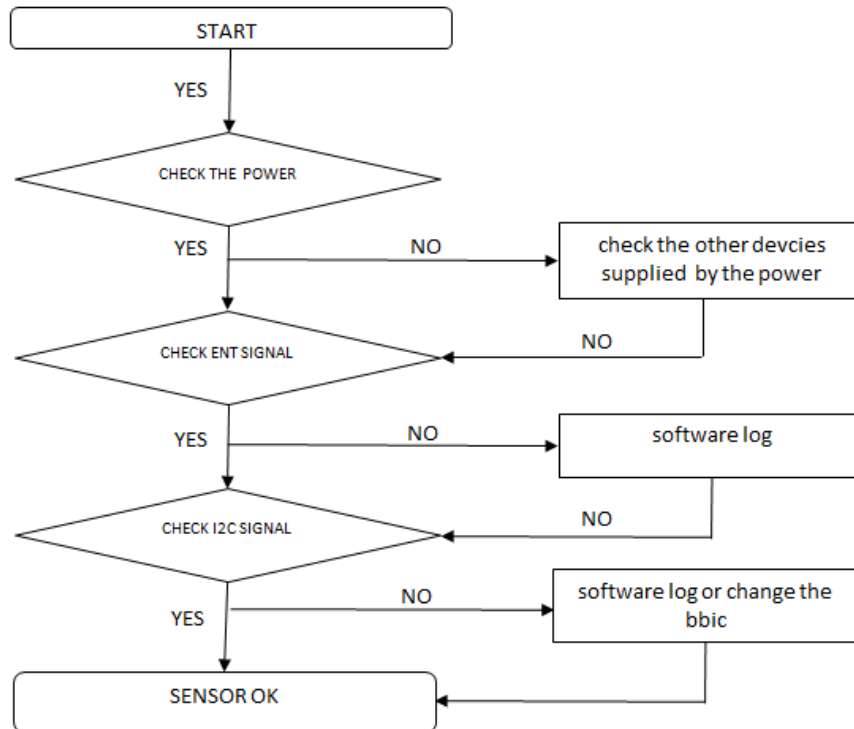 START
YES
CHECK THE POWER
YES
NO
check the other devcies
supplied by the power
NO
CHECK ENT SIGNAL
YES
NO
software log
NO
CHECK I2C SIGNAL
YES
NO
software log or change the
bbic
SENSOR OK